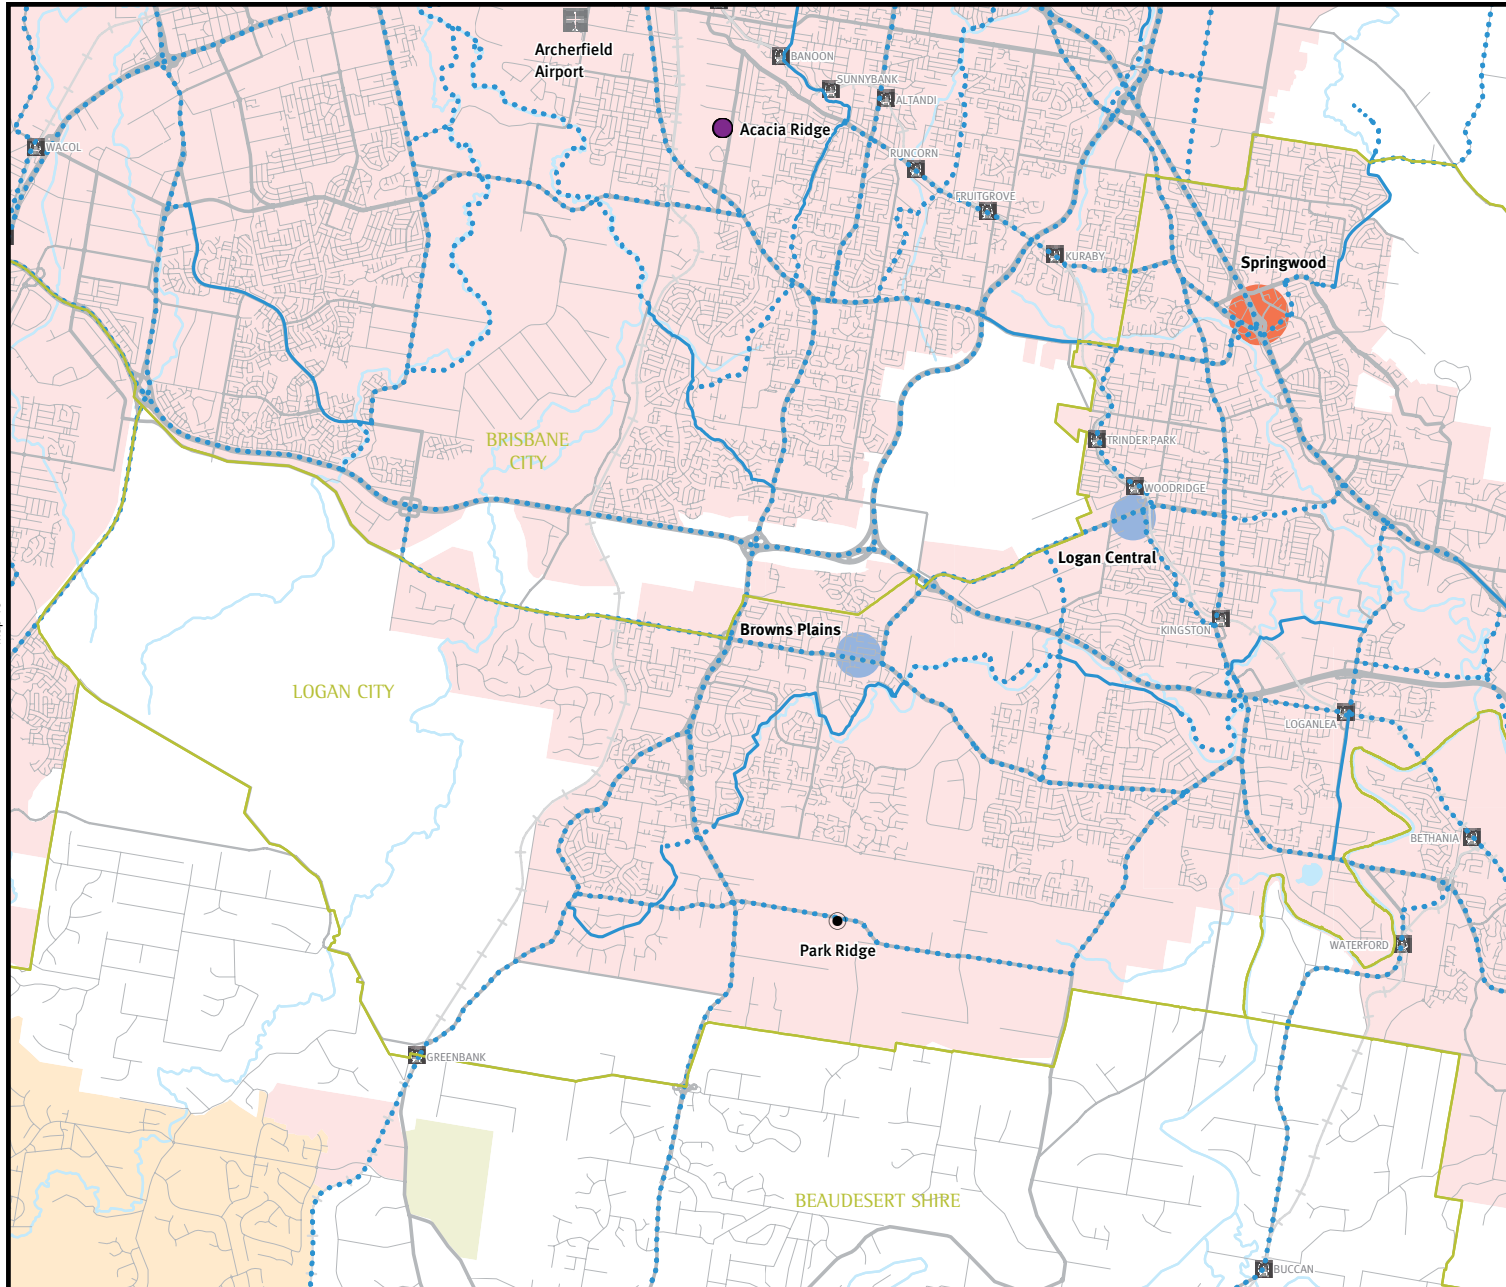 Archerfield
Airport
BANOON
SUNNYBANK
ALTANDI
Acacia Ridge
WACOL
RUNCORN
FRUITGROVE
KURABY
Springwood
BRISBANE
CITY
TRINDER PARK
WOODRIDGE
Logan Central
Browns Plains
KINGSTON
LOGAN CITY
LOGANLEA
BETHANIA
Park Ridge
WATERFORD
GREENBANK
BEAUDESERT SHIRE
BUCCAN